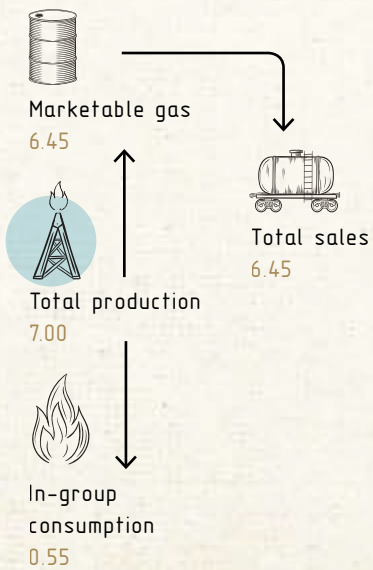 Marketable gas
6.45
Total sales
6.45
Total production
7.00
In-group
consumption
0.55